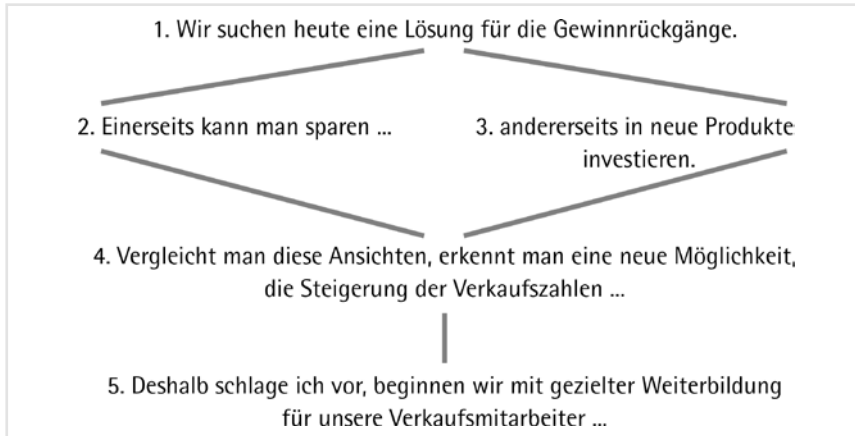 1. Wir suchen heute eine Lösung für die Gewinnrückgänge.
2. Einerseits kann man sparen ...
3. andererseits in neue Produkte
investieren.
4. Vergleicht man diese Ansichten, erkennt man eine neue Möglichkeit,
die Steigerung der Verkaufszahlen ...
5. Deshalb schlage ich vor, beginnen wir mit gezielter Weiterbildung
für unsere Verkaufsmitarbeiter ...